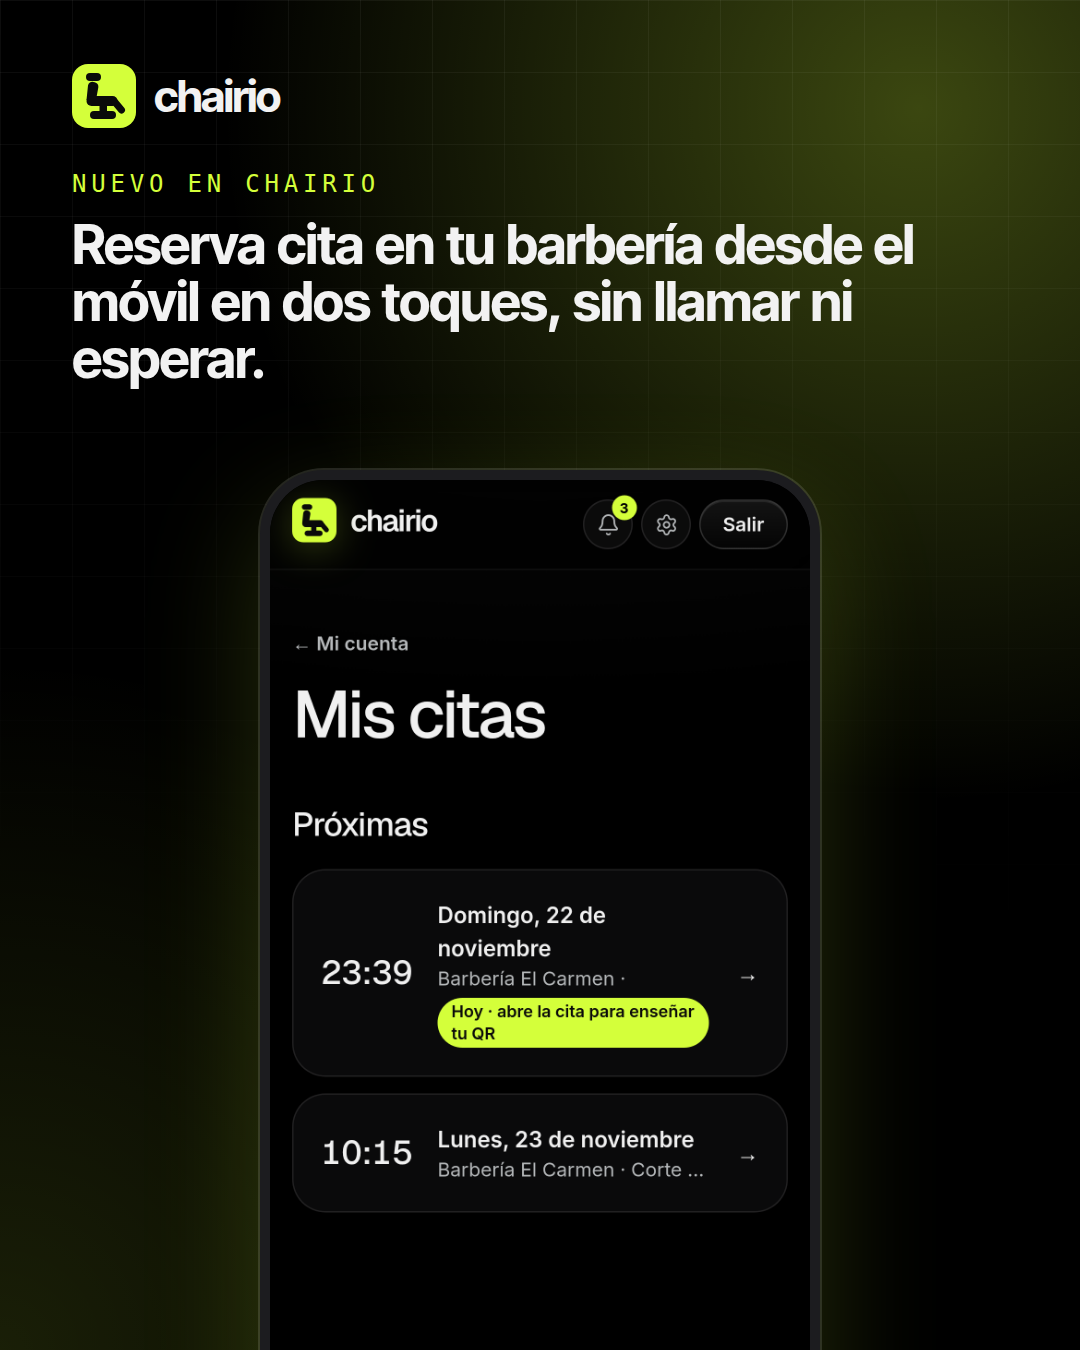 chairio
NUEVO EN CHAIRIO
Reserva cita en tu barbería desde el
móvil en dos toques, sin llamar ni
esperar.
chairio
3
Salir
← Mi cuenta
Mis citas
Próximas
23:39
Domingo, 22 de
noviembre
Barbería El Carmen ·
Hoy · abre la cita para enseñar
tu QR
→
10:15
Lunes, 23 de noviembre
Barbería El Carmen · Corte ...
→